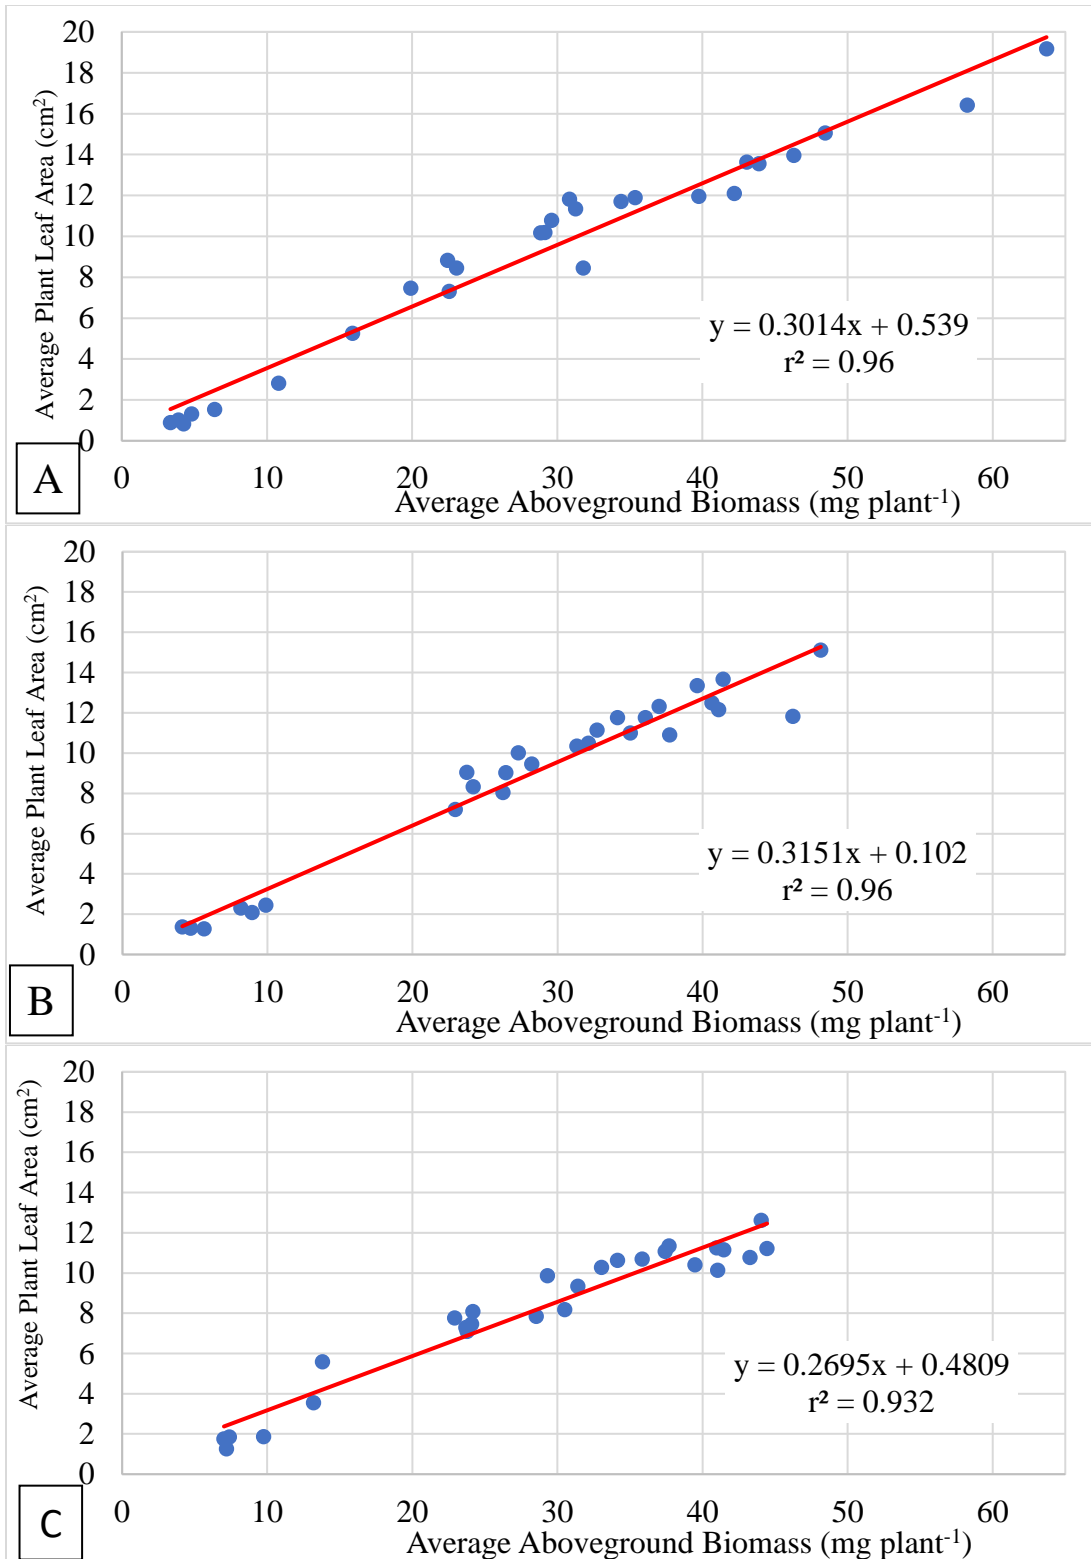 20
18
16
14
12
10
8
6
4
2
0
Average Plant Leaf Area (cm²)
y = 0.3014x + 0.539
r² = 0.96
0 10 20 30 40 50 60
Average Aboveground Biomass (mg plant⁻¹)
A
20
18
16
14
12
10
8
6
4
2
0
Average Plant Leaf Area (cm²)
y = 0.3151x + 0.102
r² = 0.96
0 10 20 30 40 50 60
Average Aboveground Biomass (mg plant⁻¹)
B
20
18
16
14
12
10
8
6
4
2
0
Average Plant Leaf Area (cm²)
y = 0.2695x + 0.4809
r² = 0.932
0 10 20 30 40 50 60
Average Aboveground Biomass (mg plant⁻¹)
C